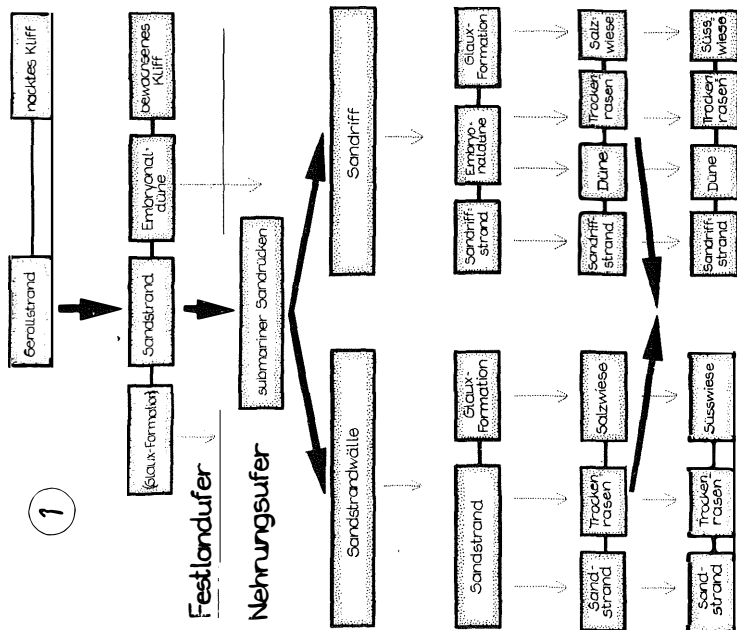 1
Gerollstrand
nacktes Kliff
(Glaux-Formation)
Sandstrand
Embryonal-
düne
bewachsenes
Kliff
Festlandufer
Nehrungsufer
submariner Sandrücken
Sandstrandwälle
Sandriff
Sandstrand
Glaux-
Formation
Sandriff-
strand
Embryo-
naldüne
Glaux-
Formation
Sand-
strand
Trocken
rasen
Salzwiese
Sandriff-
strand
Düne
Trocken
rasen
Salz-
wiese
Sand-
strand
Trocken
rasen
Süsswiese
Sandriff-
strand
Düne
Trocken
rasen
Süss
wiese